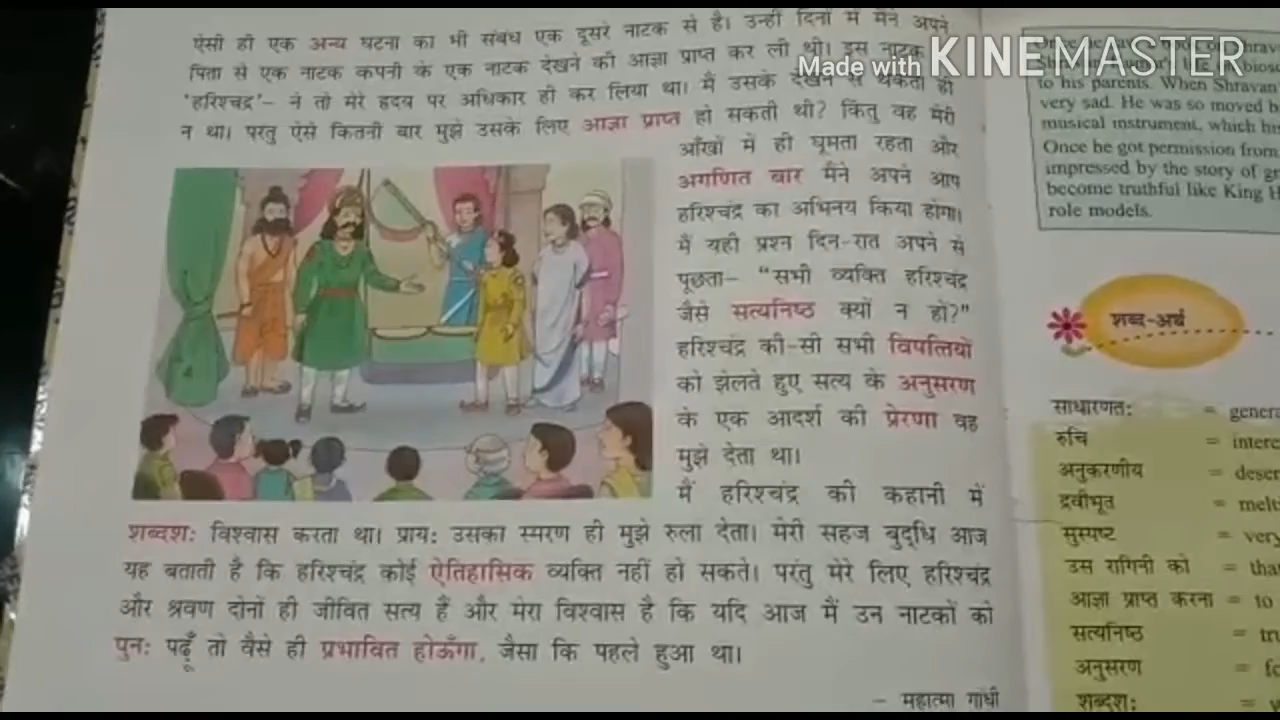 ऐसी ही एक अन्य घटना का भी संबंध एक दूसरे नाटक से है। उन्हीं दिनों में मैंने अपने
पिता से एक नाटक कंपनी के एक नाटक देखने की आज्ञा प्राप्त कर ली थी। इस नाटक
'हरिश्चंद्र'- ने तो मेरे हृदय पर अधिकार ही कर लिया था। मैं उसके देखने से थकता ही
न था। परंतु ऐसे कितनी बार मुझे उसके लिए आज्ञा प्राप्त हो सकती थी? किंतु वह मेरी
आँखों में ही घूमता रहता और
अगणित बार मैंने अपने आप
हरिश्चंद्र का अभिनय किया होगा।
मैं यही प्रश्न दिन-रात अपने से
पूछता- “सभी व्यक्ति हरिश्चंद्र
जैसे सत्यनिष्ठ क्यों न हों?”
हरिश्चंद्र की-सी सभी विपत्तियों
को झेलते हुए सत्य के अनुसरण
के एक आदर्श की प्रेरणा वह
मुझे देता था।
मैं हरिश्चंद्र की कहानी में
शब्दशः विश्वास करता था। प्रायः उसका स्मरण ही मुझे रुला देता। मेरी सहज बुद्धि आज
यह बताती है कि हरिश्चंद्र कोई ऐतिहासिक व्यक्ति नहीं हो सकते। परंतु मेरे लिए हरिश्चंद्र
और श्रवण दोनों ही जीवित सत्य हैं और मेरा विश्वास है कि यदि आज मैं उन नाटकों को
पुनः पढ़ूँ तो वैसे ही प्रभावित होऊँगा, जैसा कि पहले हुआ था।
- महात्मा गांधी
Made with KINEMASTER
to his parents. When Shravan
very sad. He was so moved
musical instrument, which
Once he got permission from
impressed by the story of
become truthful like King
role models.
शब्द-अर्थ
साधारणतः =
रुचि =
अनुकरणीय =
द्रवीभूत =
सुस्पष्ट = very
उस रागिनी को =
आज्ञा प्राप्त करना = to
सत्यनिष्ठ =
अनुसरण =
शब्दशः =